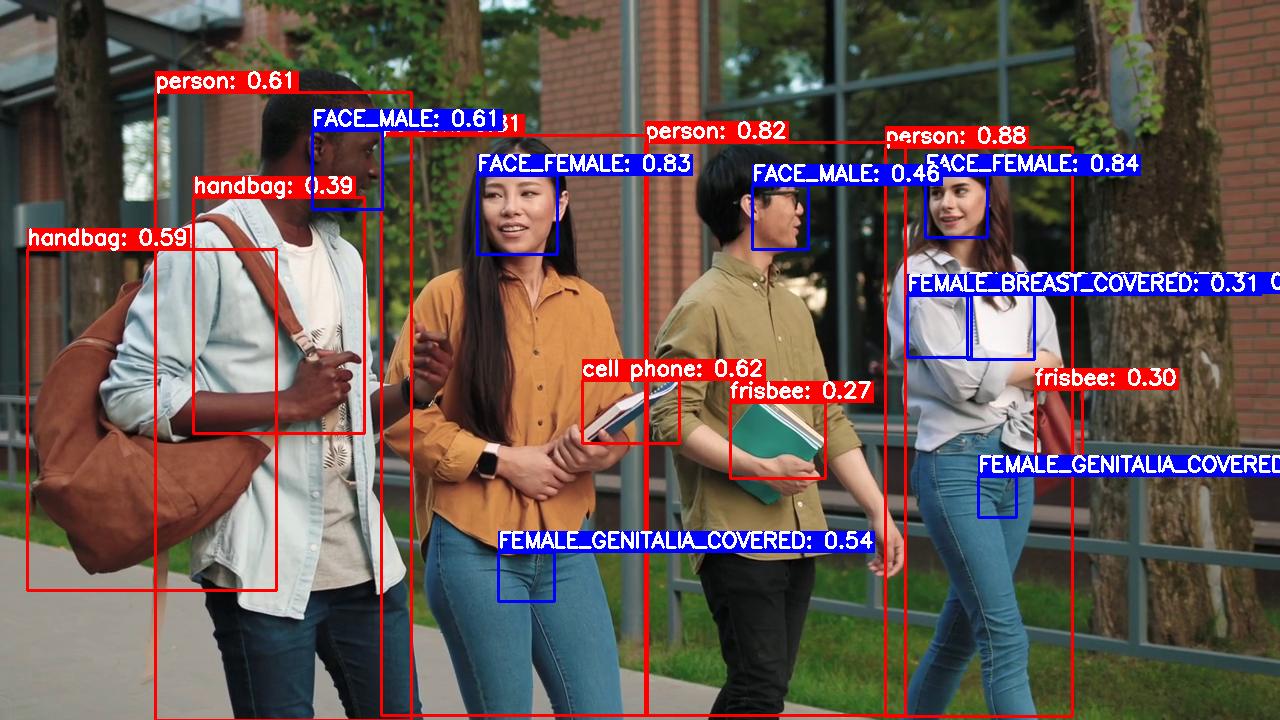 person: 0.61
FACE_MALE: 0.61
person: 0.82
person: 0.88
FACE_FEMALE: 0.83
FACE_MALE: 0.46
FACE_FEMALE: 0.84
handbag: 0.39
handbag: 0.59
FEMALE_BREAST_COVERED: 0.31
cell phone: 0.62
frisbee: 0.27
frisbee: 0.30
FEMALE_GENITALIA_COVERED
FEMALE_GENITALIA_COVERED: 0.54